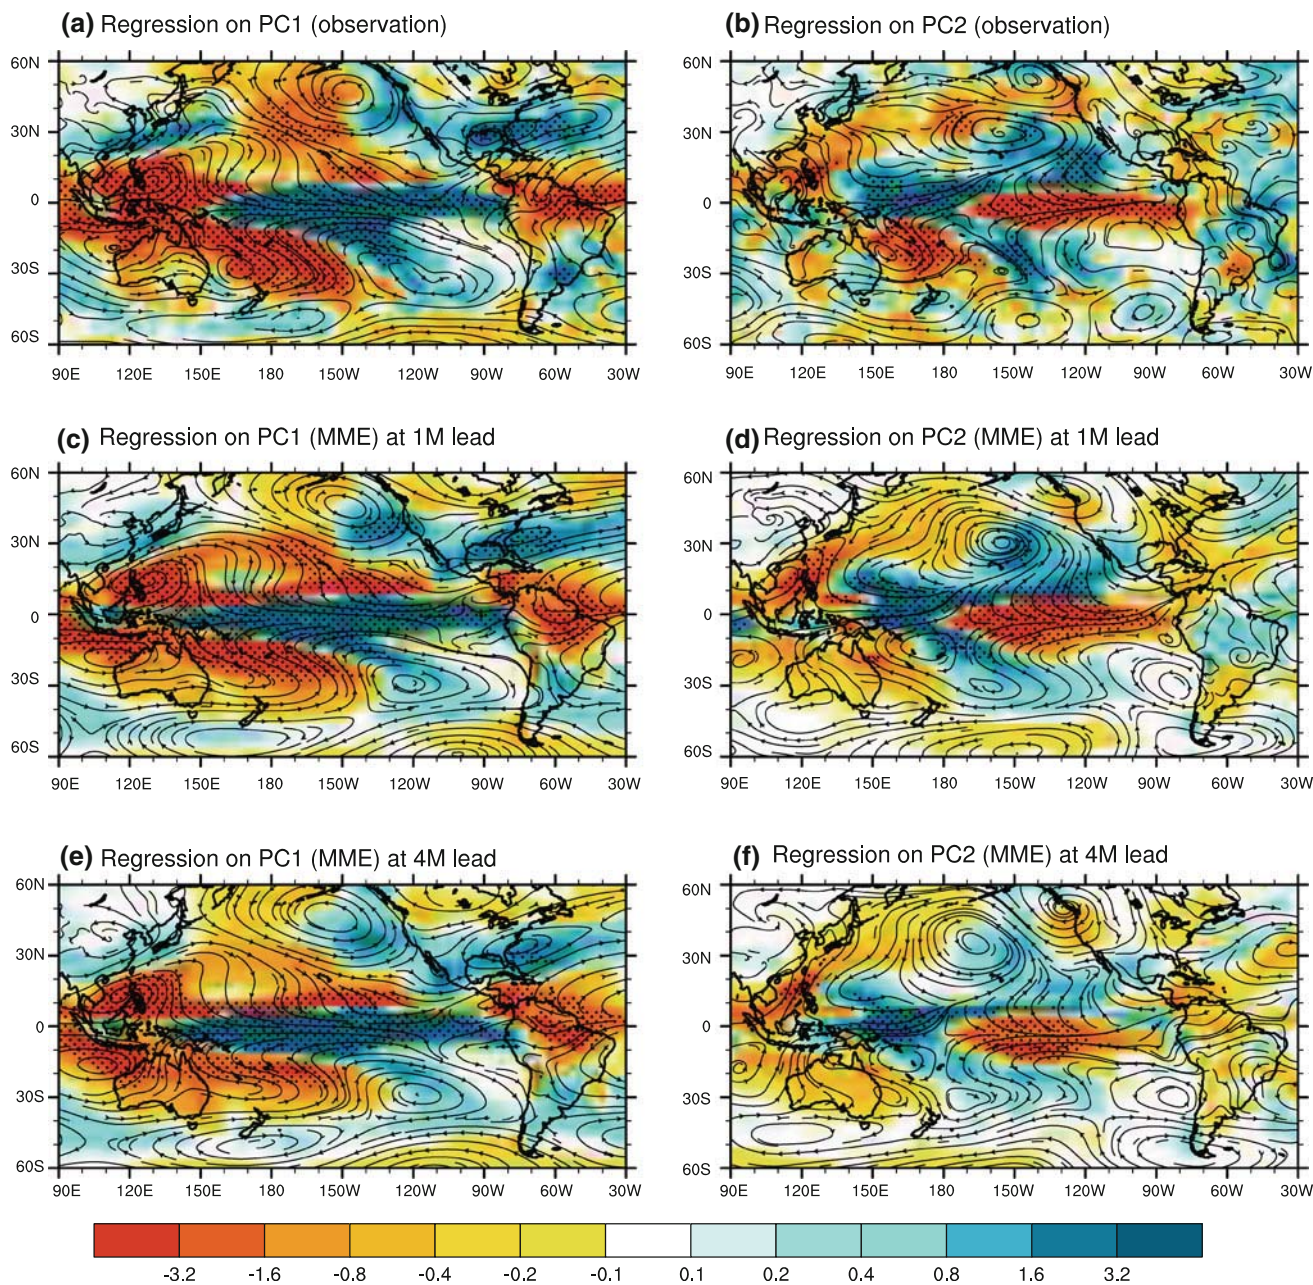 (a) Regression on PC1 (observation)
(b) Regression on PC2 (observation)
60N
30N
0
30S
60S
90E 120E 150E 180 150W 120W 90W 60W 30W
60N
30N
0
30S
60S
90E 120E 150E 180 150W 120W 90W 60W 30W
(c) Regression on PC1 (MME) at 1M lead
(d) Regression on PC2 (MME) at 1M lead
60N
30N
0
30S
60S
90E 120E 150E 180 150W 120W 90W 60W 30W
60N
30N
0
30S
60S
90E 120E 150E 180 150W 120W 90W 60W 30W
(e) Regression on PC1 (MME) at 4M lead
(f) Regression on PC2 (MME) at 4M lead
60N
30N
0
30S
60S
90E 120E 150E 180 150W 120W 90W 60W 30W
60N
30N
0
30S
60S
90E 120E 150E 180 150W 120W 90W 60W 30W
-3.2 -1.6 -0.8 -0.4 -0.2 -0.1 0.1 0.2 0.4 0.8 1.6 3.2